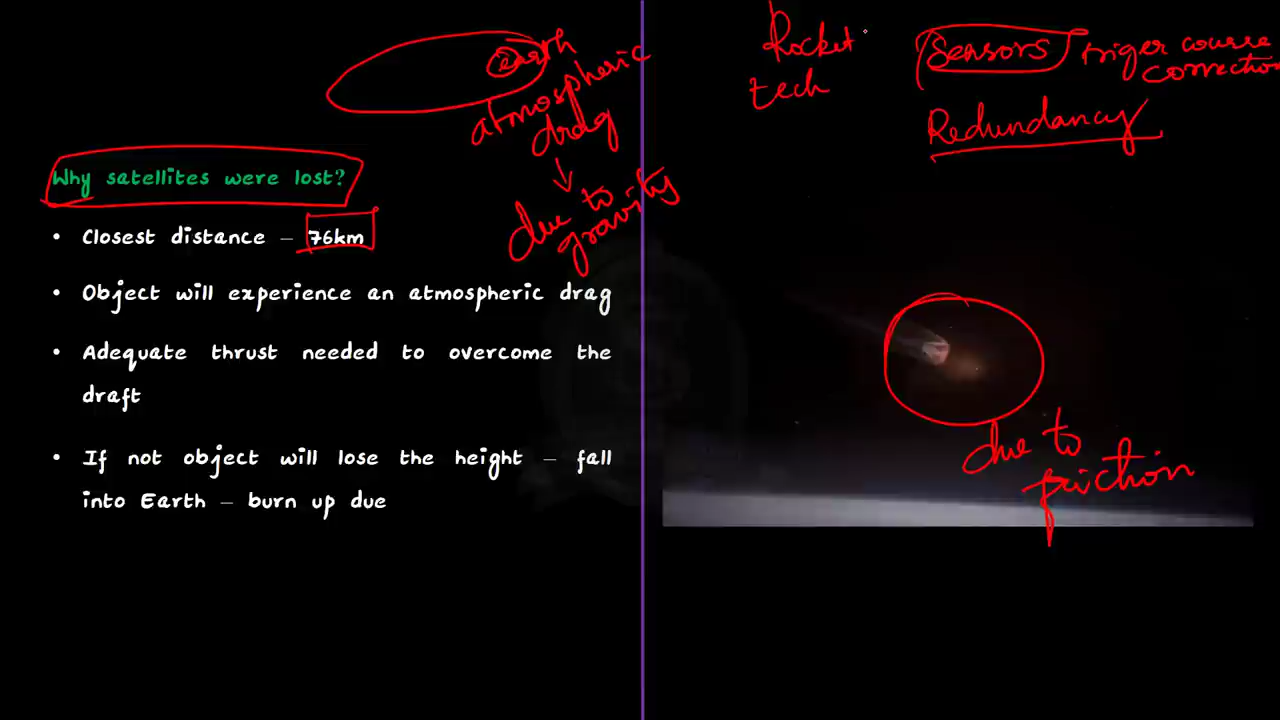 Why satellites were lost?
• Closest distance – 76km
• Object will experience an atmospheric drag
• Adequate thrust needed to overcome the
draft
• If not object will lose the height – fall
into Earth – burn up due
earth
atmospheric
drag
due to
gravity
Rocket
tech
Sensors triger course
correction
Redundancy
due to
friction